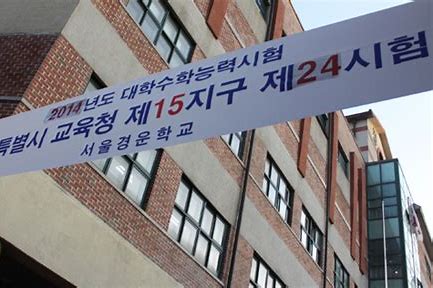 2014년도 대학수학능력시험
특별시 교육청 제15지구 제24시험
서울경운학교